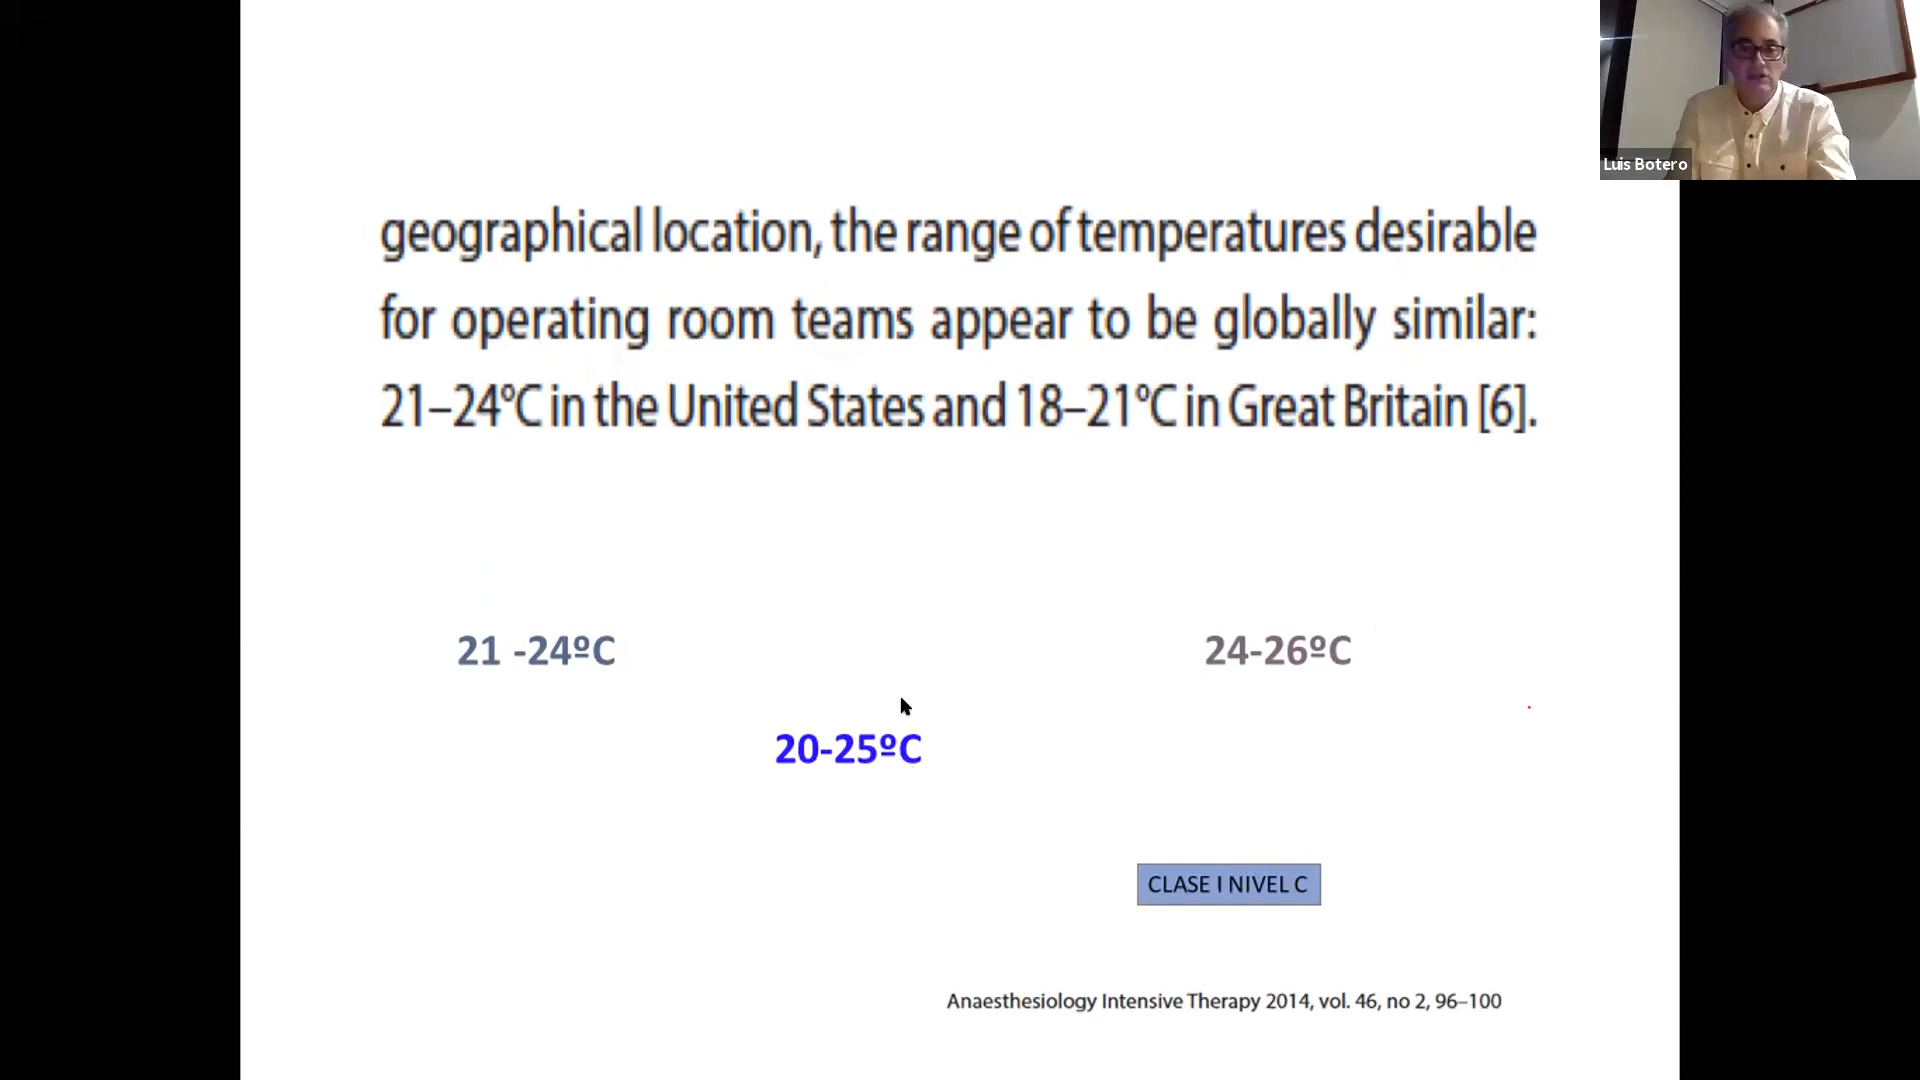 Luis Botero
geographical location, the range of temperatures desirable
for operating room teams appear to be globally similar:
21–24°C in the United States and 18–21°C in Great Britain [6].
21 -24ºC
24-26ºC
20-25ºC
CLASE I NIVEL C
Anaesthesiology Intensive Therapy 2014, vol. 46, no 2, 96–100